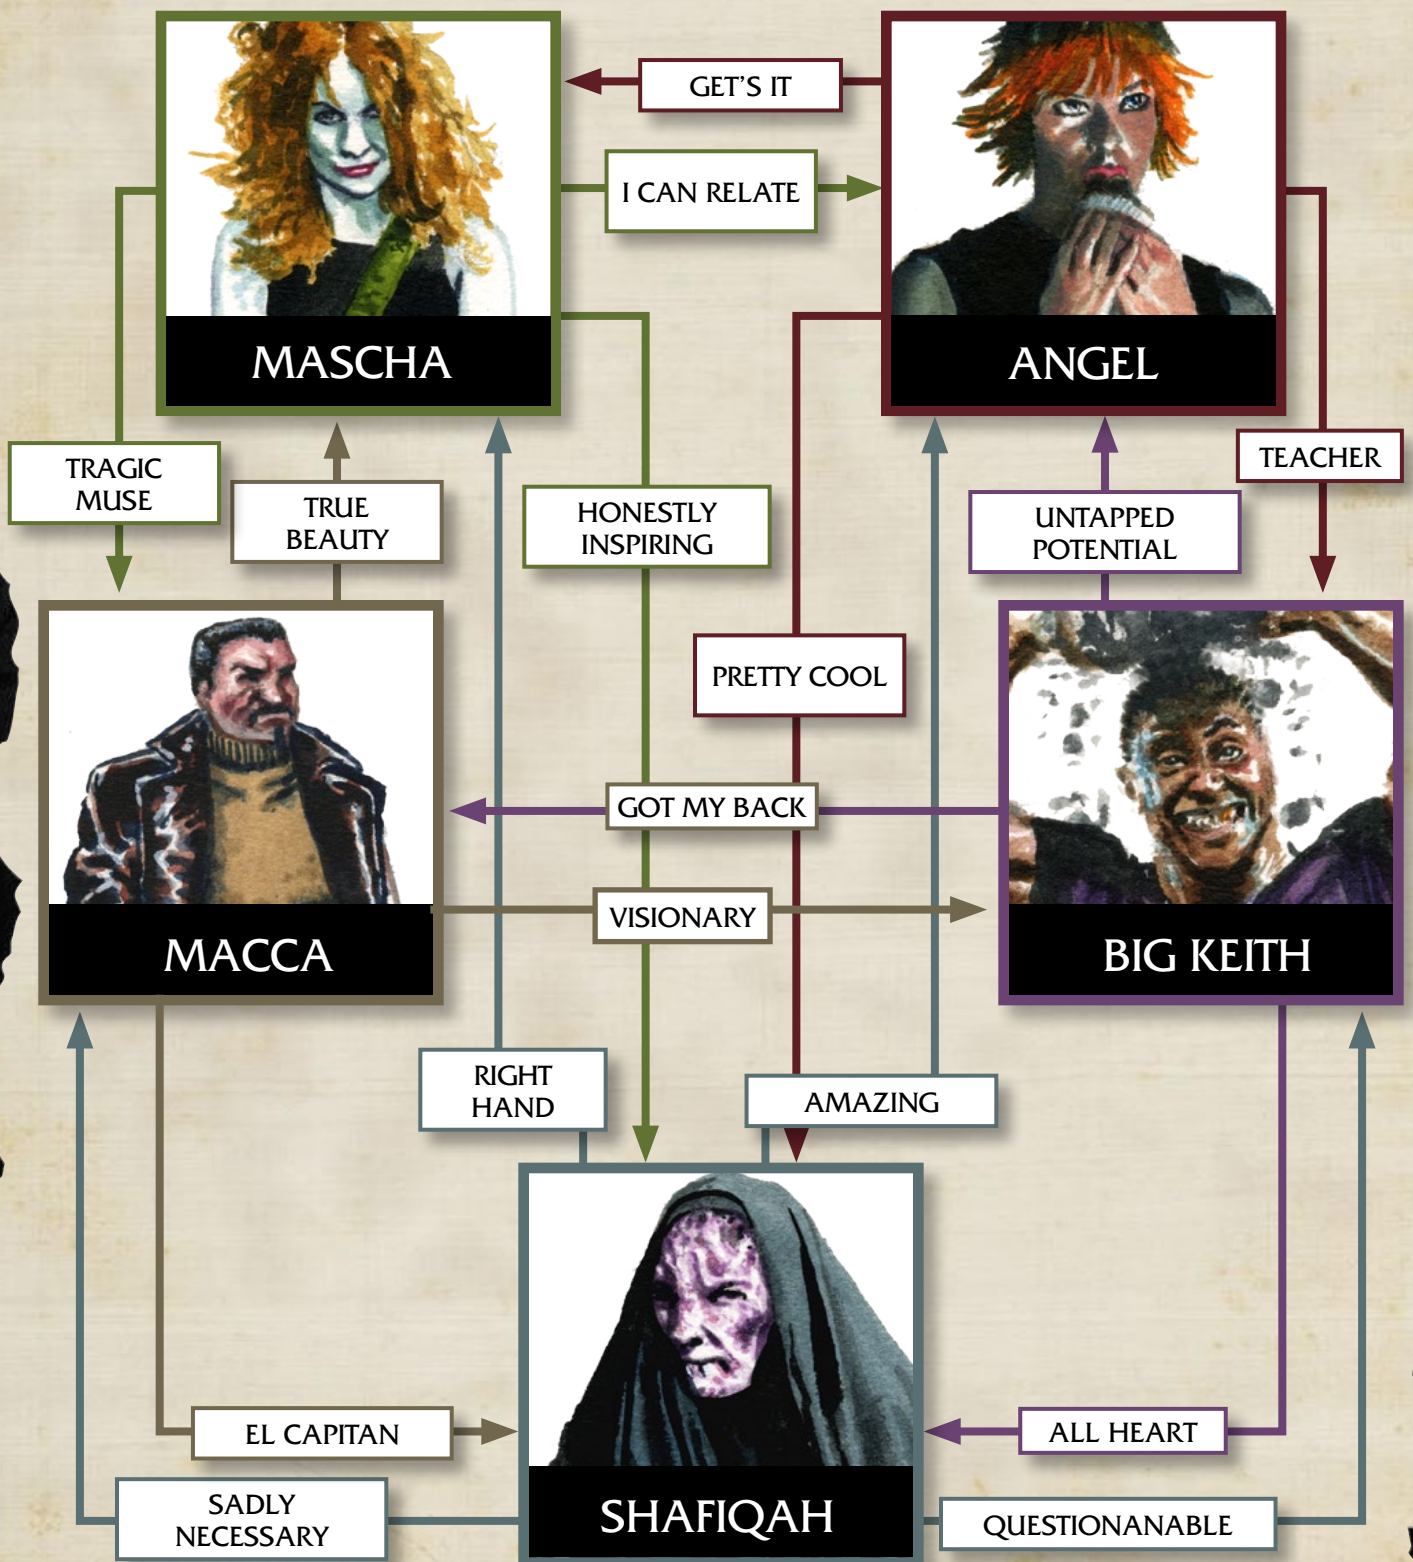 GET'S IT
I CAN RELATE
MASCHA
ANGEL
TRAGIC
MUSE
TRUE
BEAUTY
HONESTLY
INSPIRING
UNTAPPED
POTENTIAL
TEACHER
PRETTY COOL
GOT MY BACK
VISIONARY
MACCA
BIG KEITH
RIGHT
HAND
AMAZING
EL CAPITAN
ALL HEART
SADLY
NECESSARY
SHAFIQAH
QUESTIONANABLE